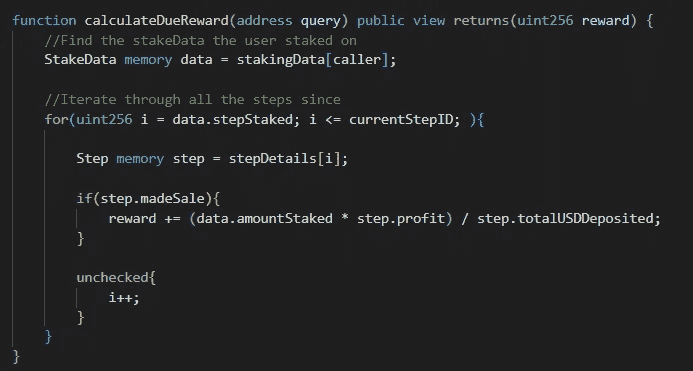 function calculateDueReward(address query) public view returns(uint256 reward) {
//Find the stakeData the user staked on
StakeData memory data = stakingData[caller];
//Iterate through all the steps since
for(uint256 i = data.stepStaked; i <= currentStepID; ){
Step memory step = stepDetails[i];
if(step.madeSale){
reward += (data.amountStaked * step.profit) / step.totalUSDDeposited;
}
unchecked{
i++;
}
}
}